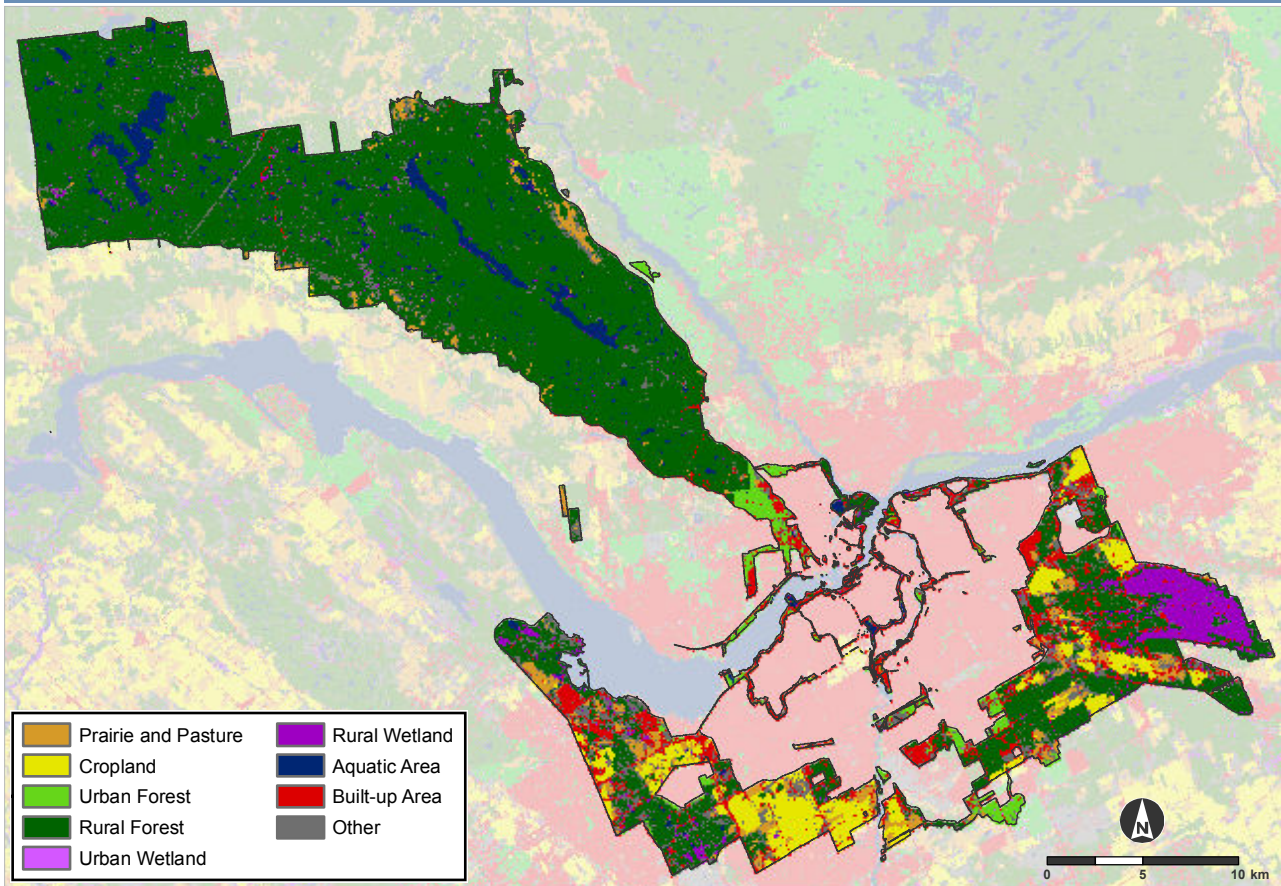 Prairie and Pasture
Cropland
Urban Forest
Rural Forest
Urban Wetland
Rural Wetland
Aquatic Area
Built-up Area
Other
N
0 5 10 km